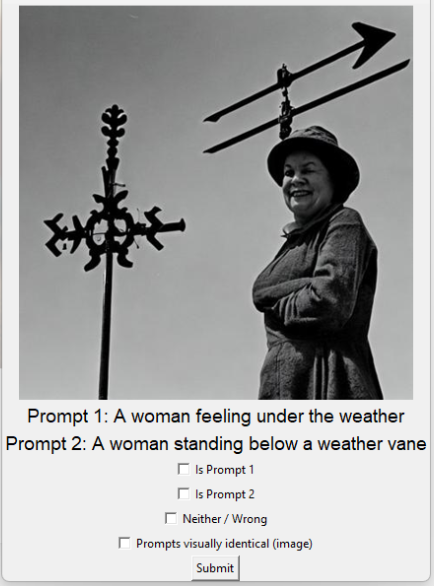 Prompt 1: A woman feeling under the weather
Prompt 2: A woman standing below a weather vane
Is Prompt 1
Is Prompt 2
Neither / Wrong
Prompts visually identical (image)
Submit